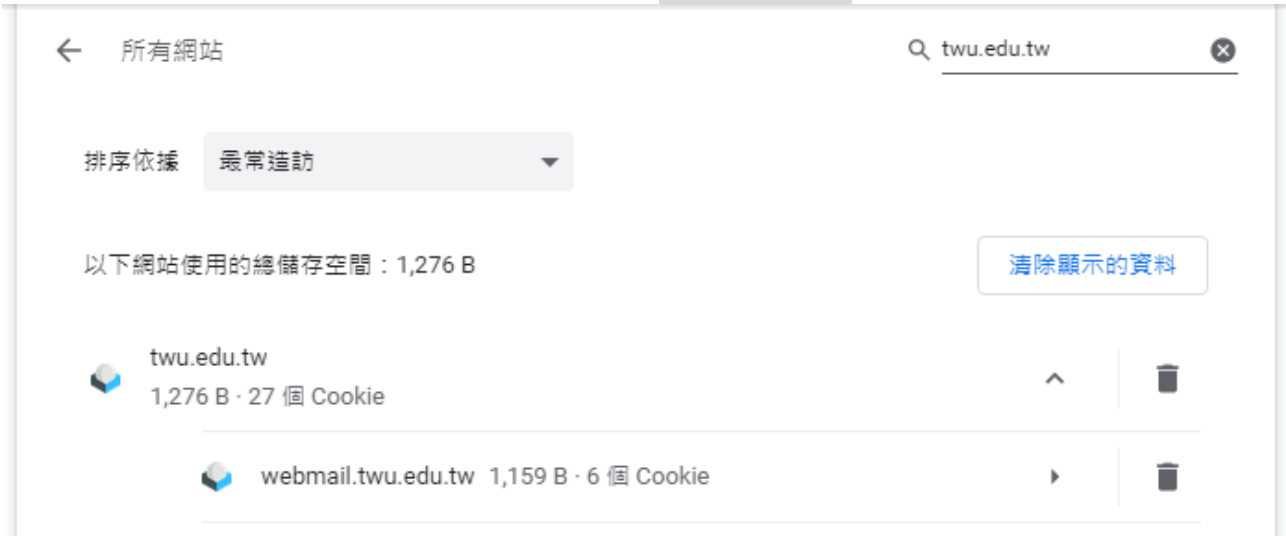 所有網站
twu.edu.tw
排序依據 最常造訪
以下網站使用的總儲存空間：1,276 B
清除顯示的資料
twu.edu.tw
1,276 B · 27 個 Cookie
webmail.twu.edu.tw 1,159 B · 6 個 Cookie